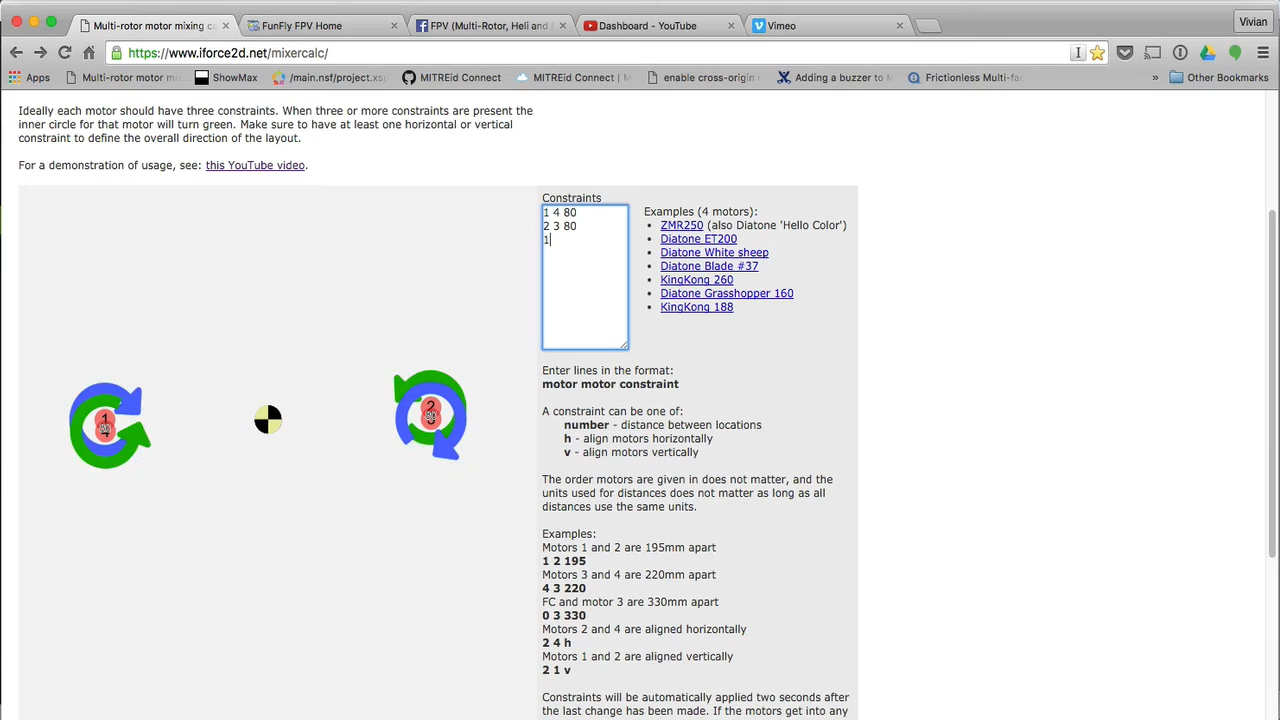 Multi-rotor motor mixing ca
FunFly FPV Home
FPV (Multi-Rotor, Heli and
Dashboard - YouTube
Vimeo
Vivian
https://www.iforce2d.net/mixercalc/
Apps
Multi-rotor motor mi
ShowMax
/main.nsf/project.xsp
MITREid Connect
MITREid Connect | M
enable cross-origin r
Adding a buzzer to M
Frictionless Multi-fac
»
Other Bookmarks
Ideally each motor should have three constraints. When three or more constraints are present the
inner circle for that motor will turn green. Make sure to have at least one horizontal or vertical
constraint to define the overall direction of the layout.
For a demonstration of usage, see: this YouTube video.
Constraints
1 4 80
2 3 80
1
Examples (4 motors):
• ZMR250 (also Diatone 'Hello Color')
• Diatone ET200
• Diatone White sheep
• Diatone Blade #37
• KingKong 260
• Diatone Grasshopper 160
• KingKong 188
1
4
2
3
Enter lines in the format:
motor motor constraint
A constraint can be one of:
number - distance between locations
h - align motors horizontally
v - align motors vertically
The order motors are given in does not matter, and the
units used for distances does not matter as long as all
distances use the same units.
Examples:
Motors 1 and 2 are 195mm apart
1 2 195
Motors 3 and 4 are 220mm apart
4 3 220
FC and motor 3 are 330mm apart
0 3 330
Motors 2 and 4 are aligned horizontally
2 4 h
Motors 1 and 2 are aligned vertically
2 1 v
Constraints will be automatically applied two seconds after
the last change has been made. If the motors get into any